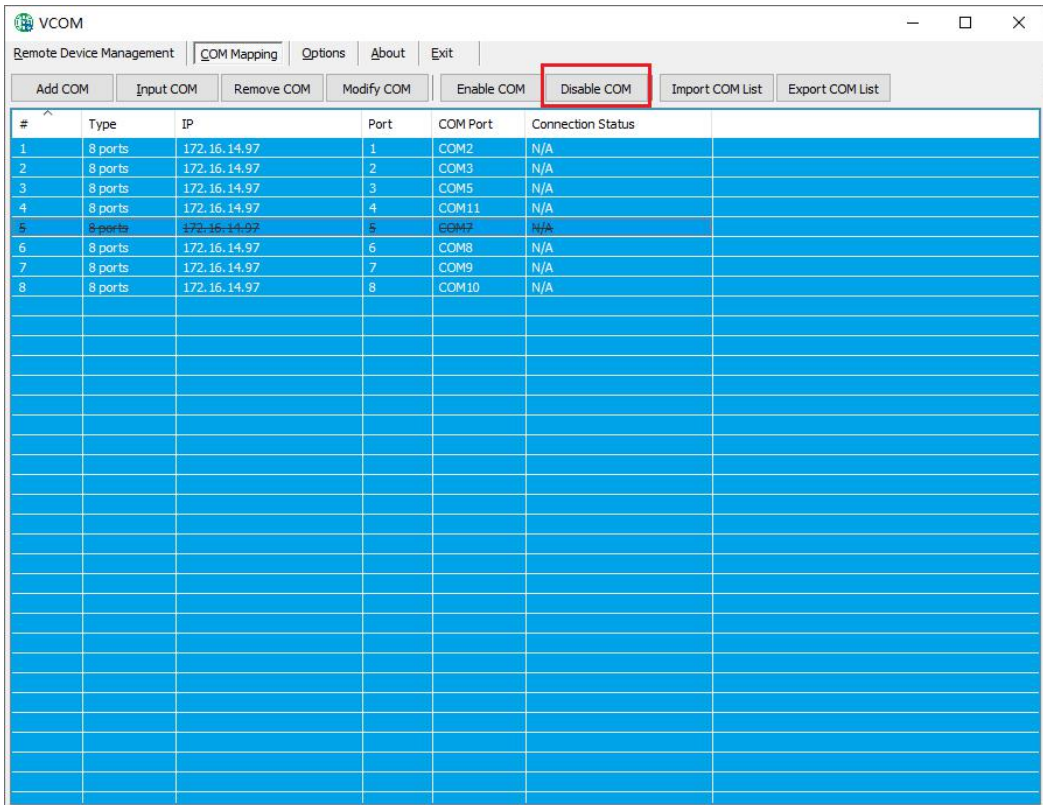 VCOM
Remote Device Management COM Mapping Options About Exit
Add COM Input COM Remove COM Modify COM Enable COM Disable COM Import COM List Export COM List
# Type IP Port COM Port Connection Status
1 8 ports 172.16.14.97 1 COM2 N/A
2 8 ports 172.16.14.97 2 COM3 N/A
3 8 ports 172.16.14.97 3 COM5 N/A
4 8 ports 172.16.14.97 4 COM11 N/A
5 8 ports 172.16.14.97 5 COM7 N/A
6 8 ports 172.16.14.97 6 COM8 N/A
7 8 ports 172.16.14.97 7 COM9 N/A
8 8 ports 172.16.14.97 8 COM10 N/A